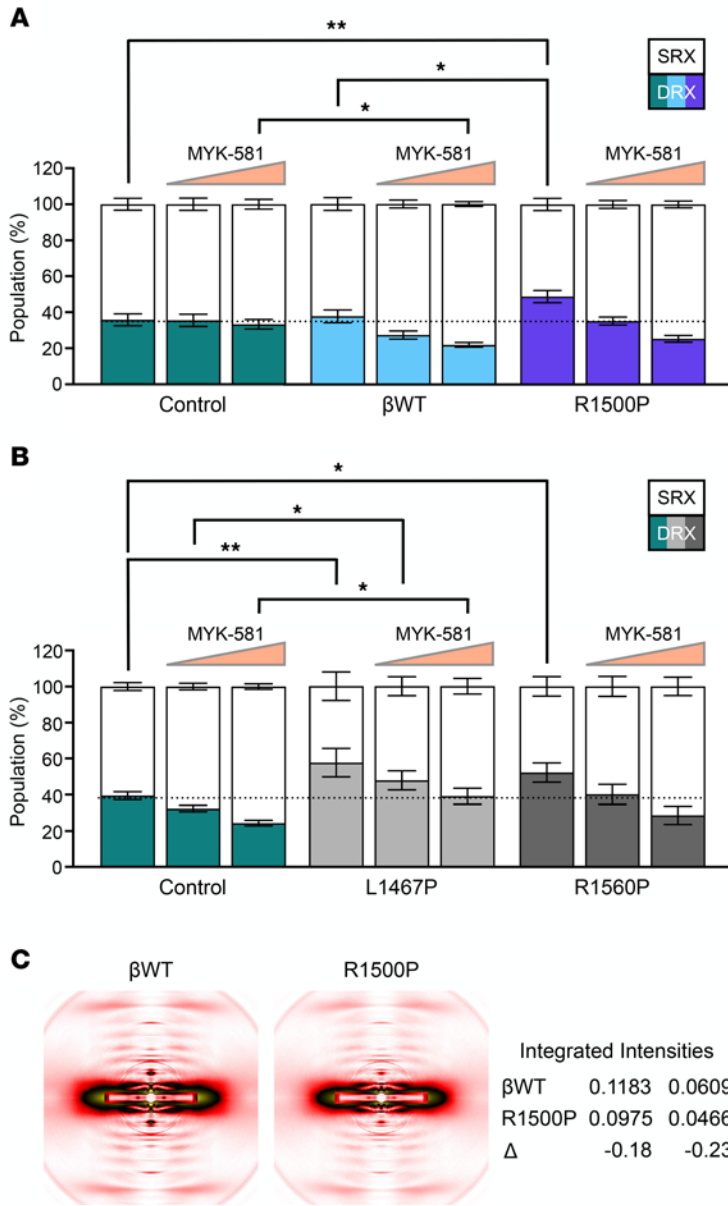 A
**
*
*
SRX
DRX
MYK-581 MYK-581 MYK-581
120
100
80
60
40
20
0
Population (%)
Control βWT R1500P
B
*
*
**
*
SRX
DRX
MYK-581 MYK-581 MYK-581
120
100
80
60
40
20
0
Population (%)
Control L1467P R1560P
C
βWT R1500P
Integrated Intensities
βWT 0.1183 0.0609
R1500P 0.0975 0.0466
Δ -0.18 -0.23